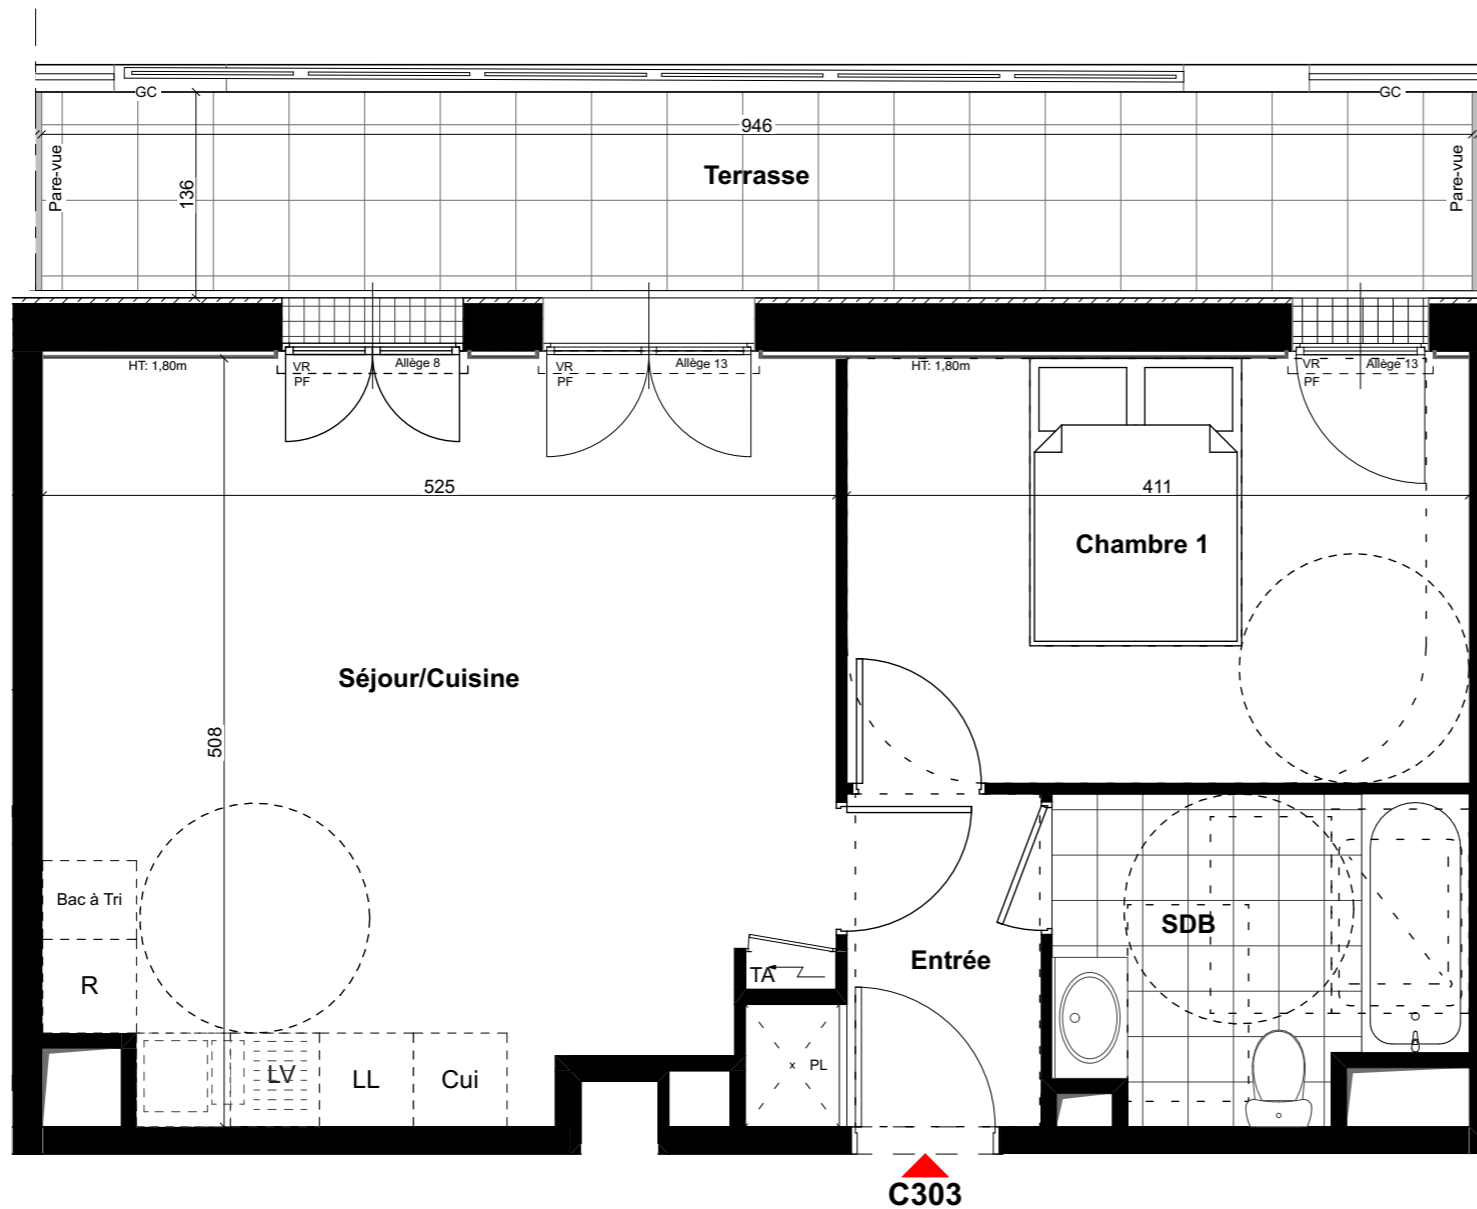 GC
GC
946
Pare-vue
Terrasse
Pare-vue
136
HT: 1,80m
VR
PF
Allège 8
VR
PF
Allège 13
HT: 1,80m
VR
PF
Allège 13
525
411
Chambre 1
Séjour/Cuisine
508
Bac à Tri
SDB
Entrée
TA
R
x PL
LV
LL
Cui
C303